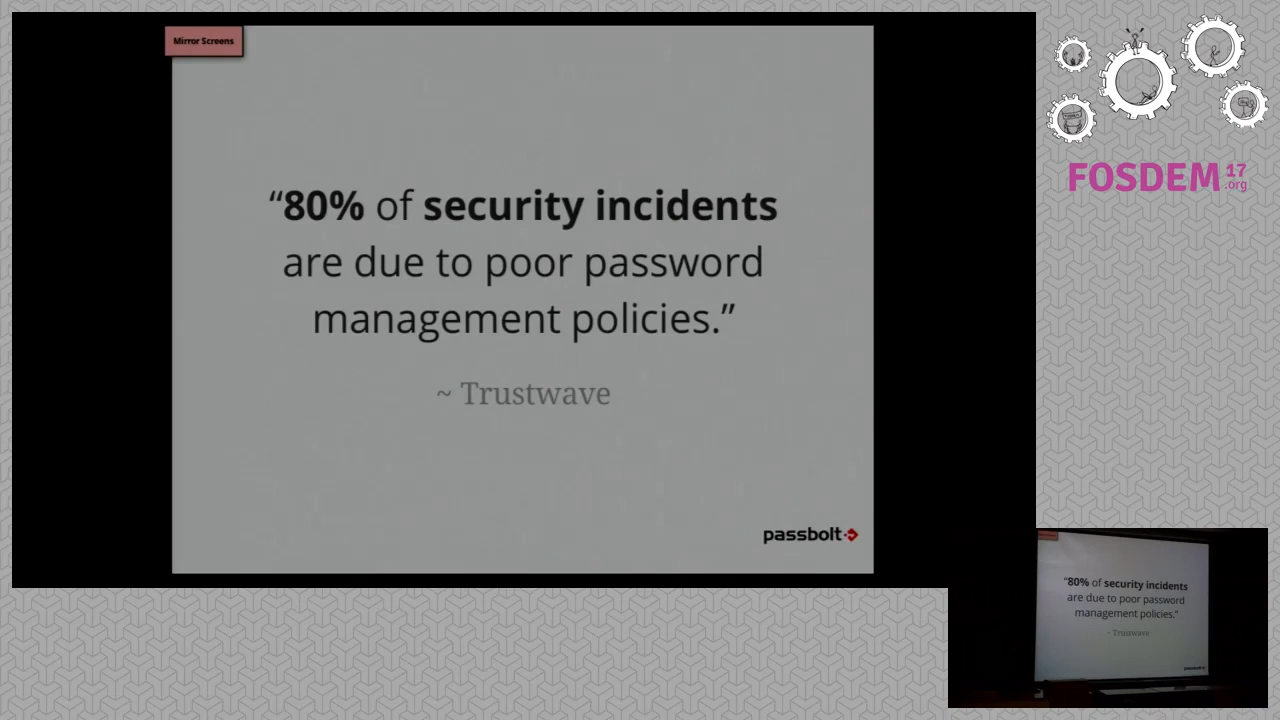 Mirror Screens
“80% of security incidents
are due to poor password
management policies.”
~ Trustwave
passbolt
FOSDEM 17
.org
“80% of security incidents
are due to poor password
management policies.”
~ Trustwave
passbolt